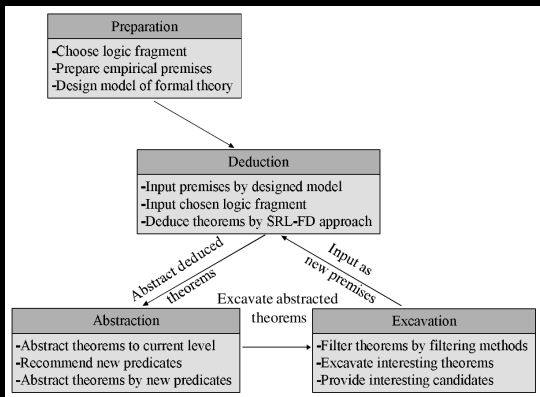 Preparation
-Choose logic fragment
-Prepare empirical premises
-Design model of formal theory
Deduction
-Input premises by designed model
-Input chosen logic fragment
-Deduce theorems by SRL-FD approach
Abstract deduced
theorems
Input as
new premises
Excavate abstracted
theorems
Abstraction
-Abstract theorems to current level
-Recommend new predicates
-Abstract theorems by new predicates
Excavation
-Filter theorems by filtering methods
-Excavate interesting theorems
-Provide interesting candidates